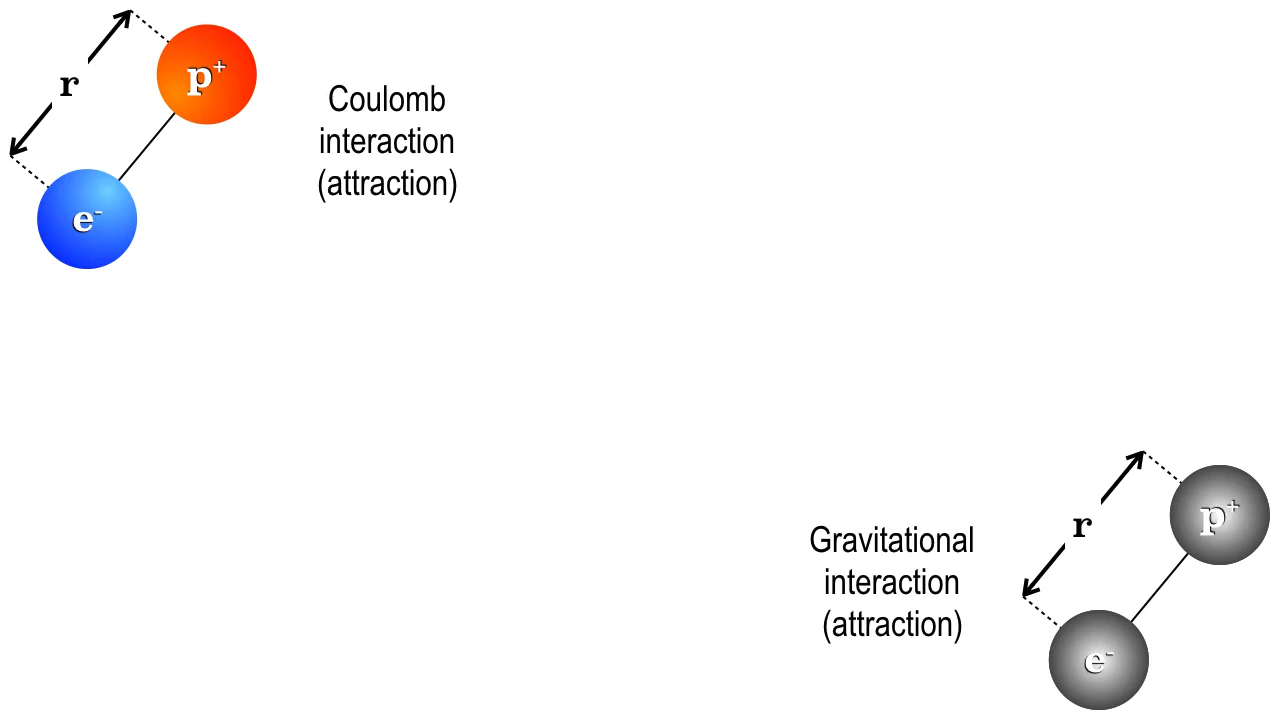 p⁺
r
e⁻
Coulomb
interaction
(attraction)
Gravitational
interaction
(attraction)
p⁺
r
e⁻